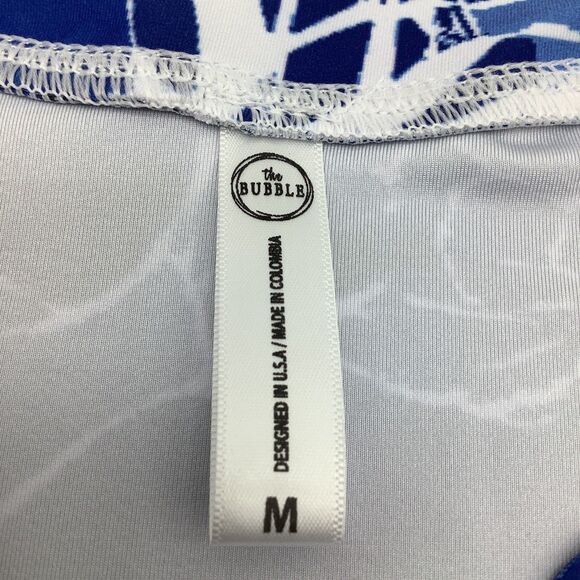 the
BUBBLE
DESIGNED IN U.S.A / MADE IN COLOMBIA
M